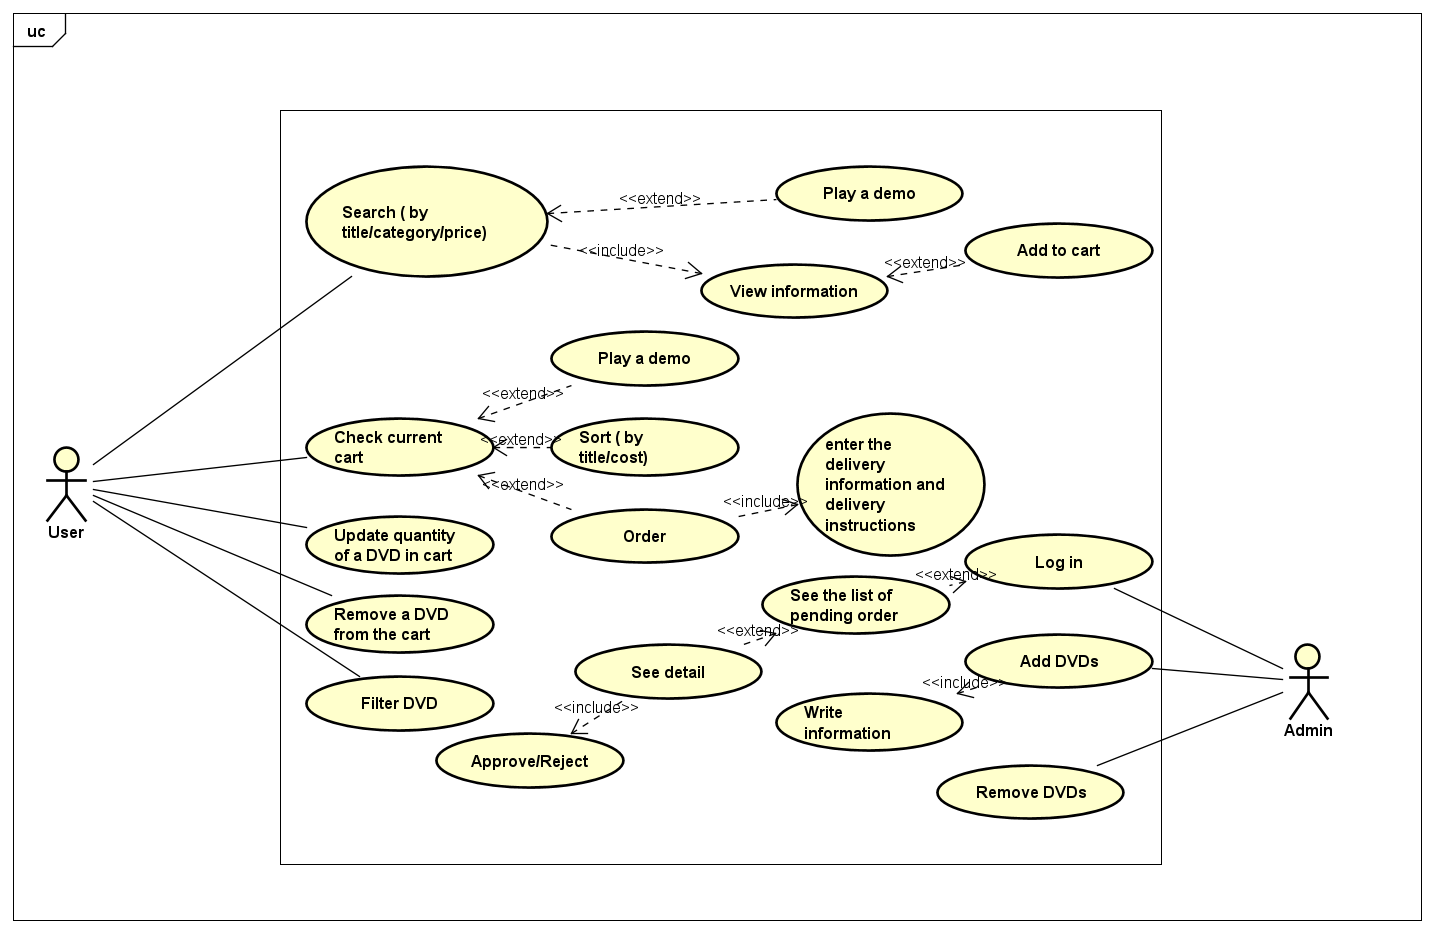 uc
Search ( by
title/category/price)
<<extend>>
Play a demo
<<include>>
View information
<<extend>>
Add to cart
Play a demo
<<extend>>
Check current
cart
<<extend>>
Sort ( by
title/cost)
<<extend>>
Order
<<include>>
enter the
delivery
information and
delivery
instructions
User
Update quantity
of a DVD in cart
Log in
<<extend>>
See the list of
pending order
Remove a DVD
from the cart
<<extend>>
See detail
Add DVDs
<<include>>
Write
information
Filter DVD
<<include>>
Approve/Reject
Admin
Remove DVDs